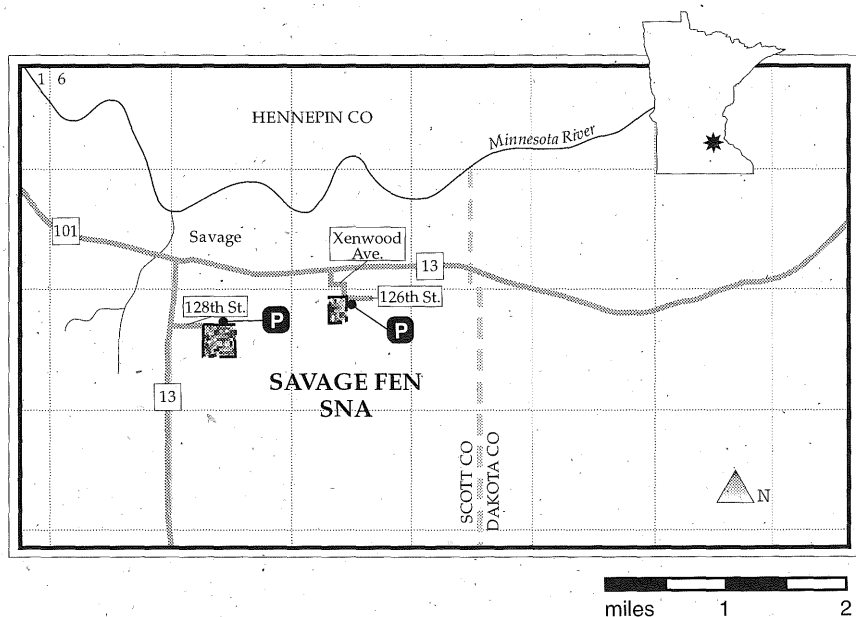 1 6
HENNEPIN CO
Minnesota River
101
Savage
Xenwood
Ave.
13
128th St.
P
126th St.
P
SAVAGE FEN
SNA
13
SCOTT CO
DAKOTA CO
N
miles 1 2